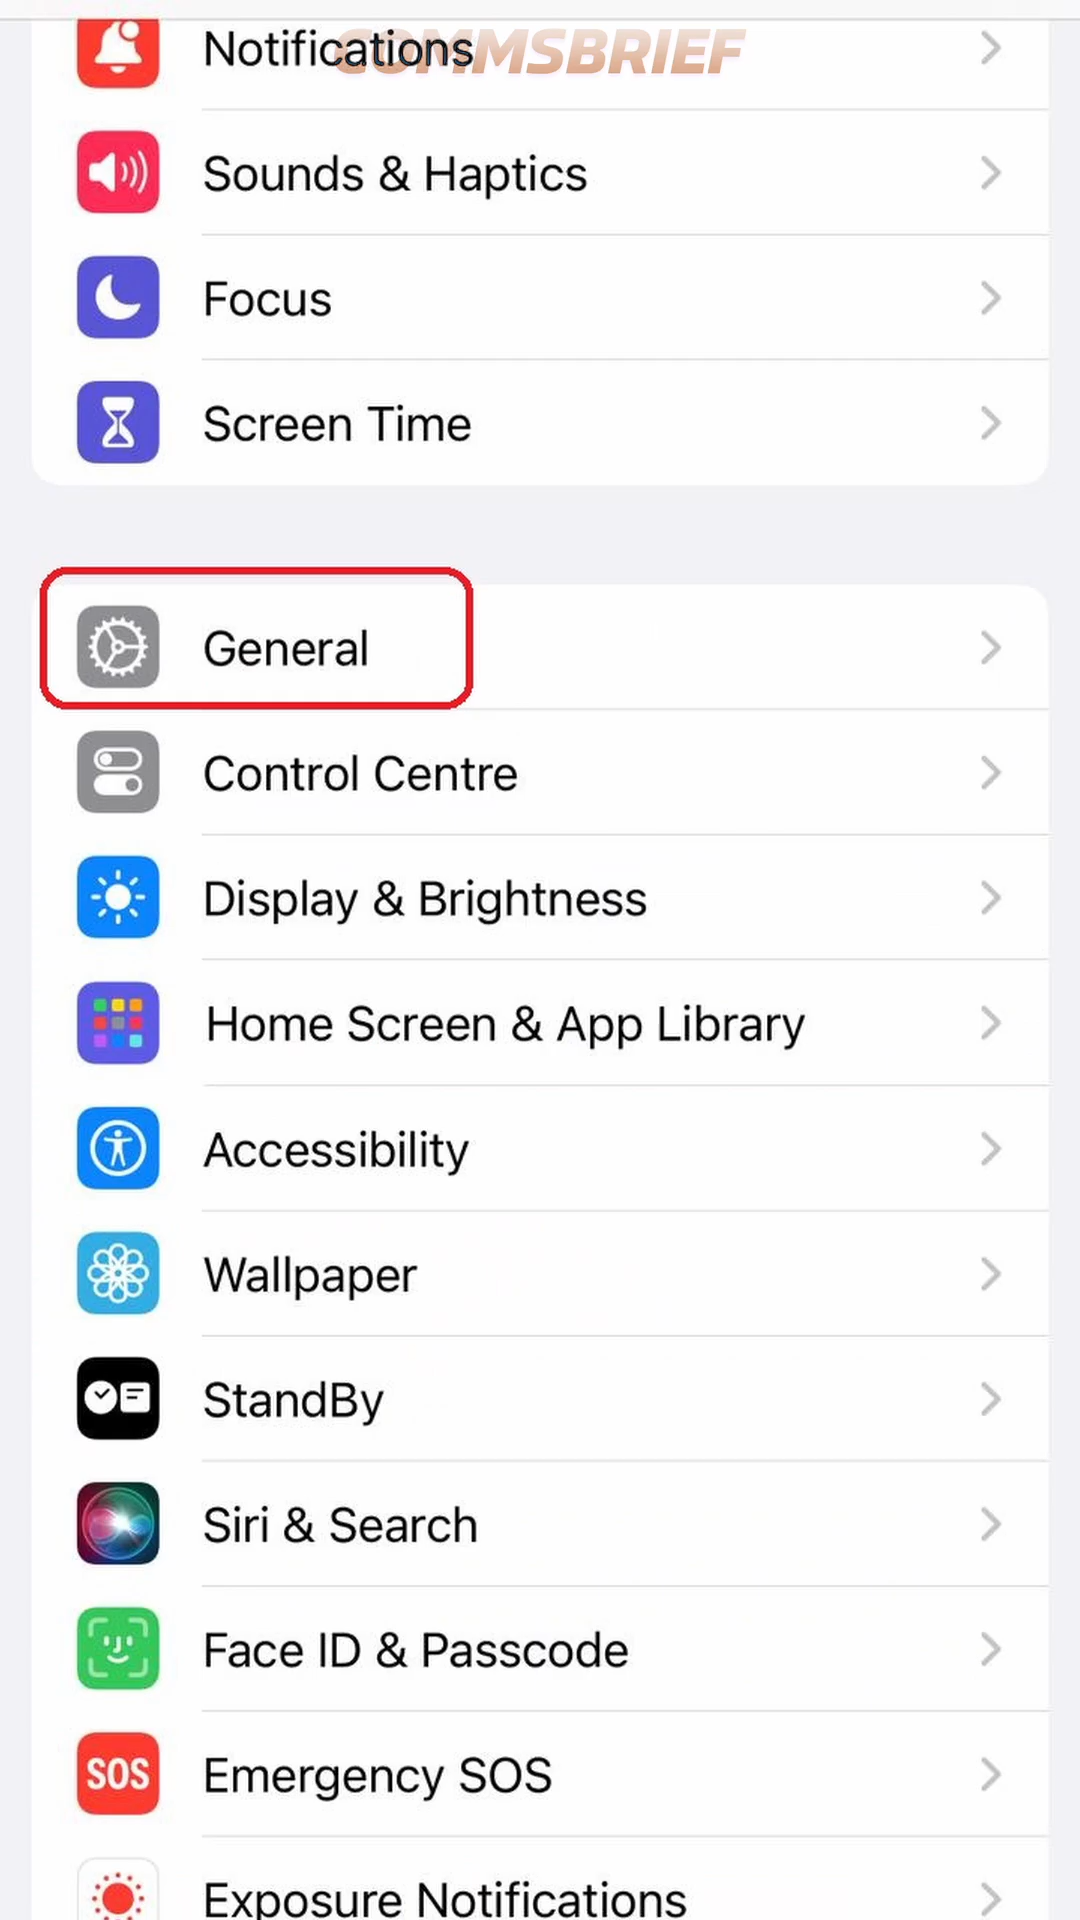 COMMSBRIEF
Notifications
Sounds & Haptics
Focus
Screen Time
General
Control Centre
Display & Brightness
Home Screen & App Library
Accessibility
Wallpaper
StandBy
Siri & Search
Face ID & Passcode
SOS Emergency SOS
Exposure Notifications